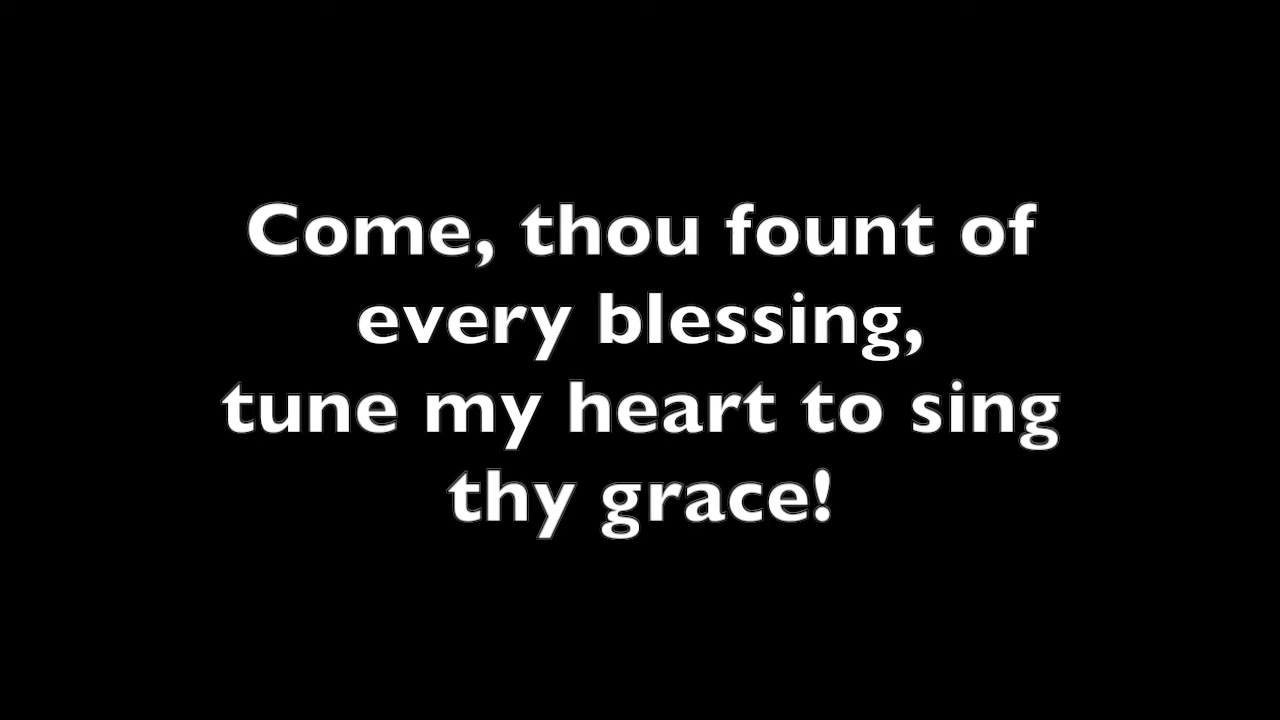 Come, thou fount of
every blessing,
tune my heart to sing
thy grace!